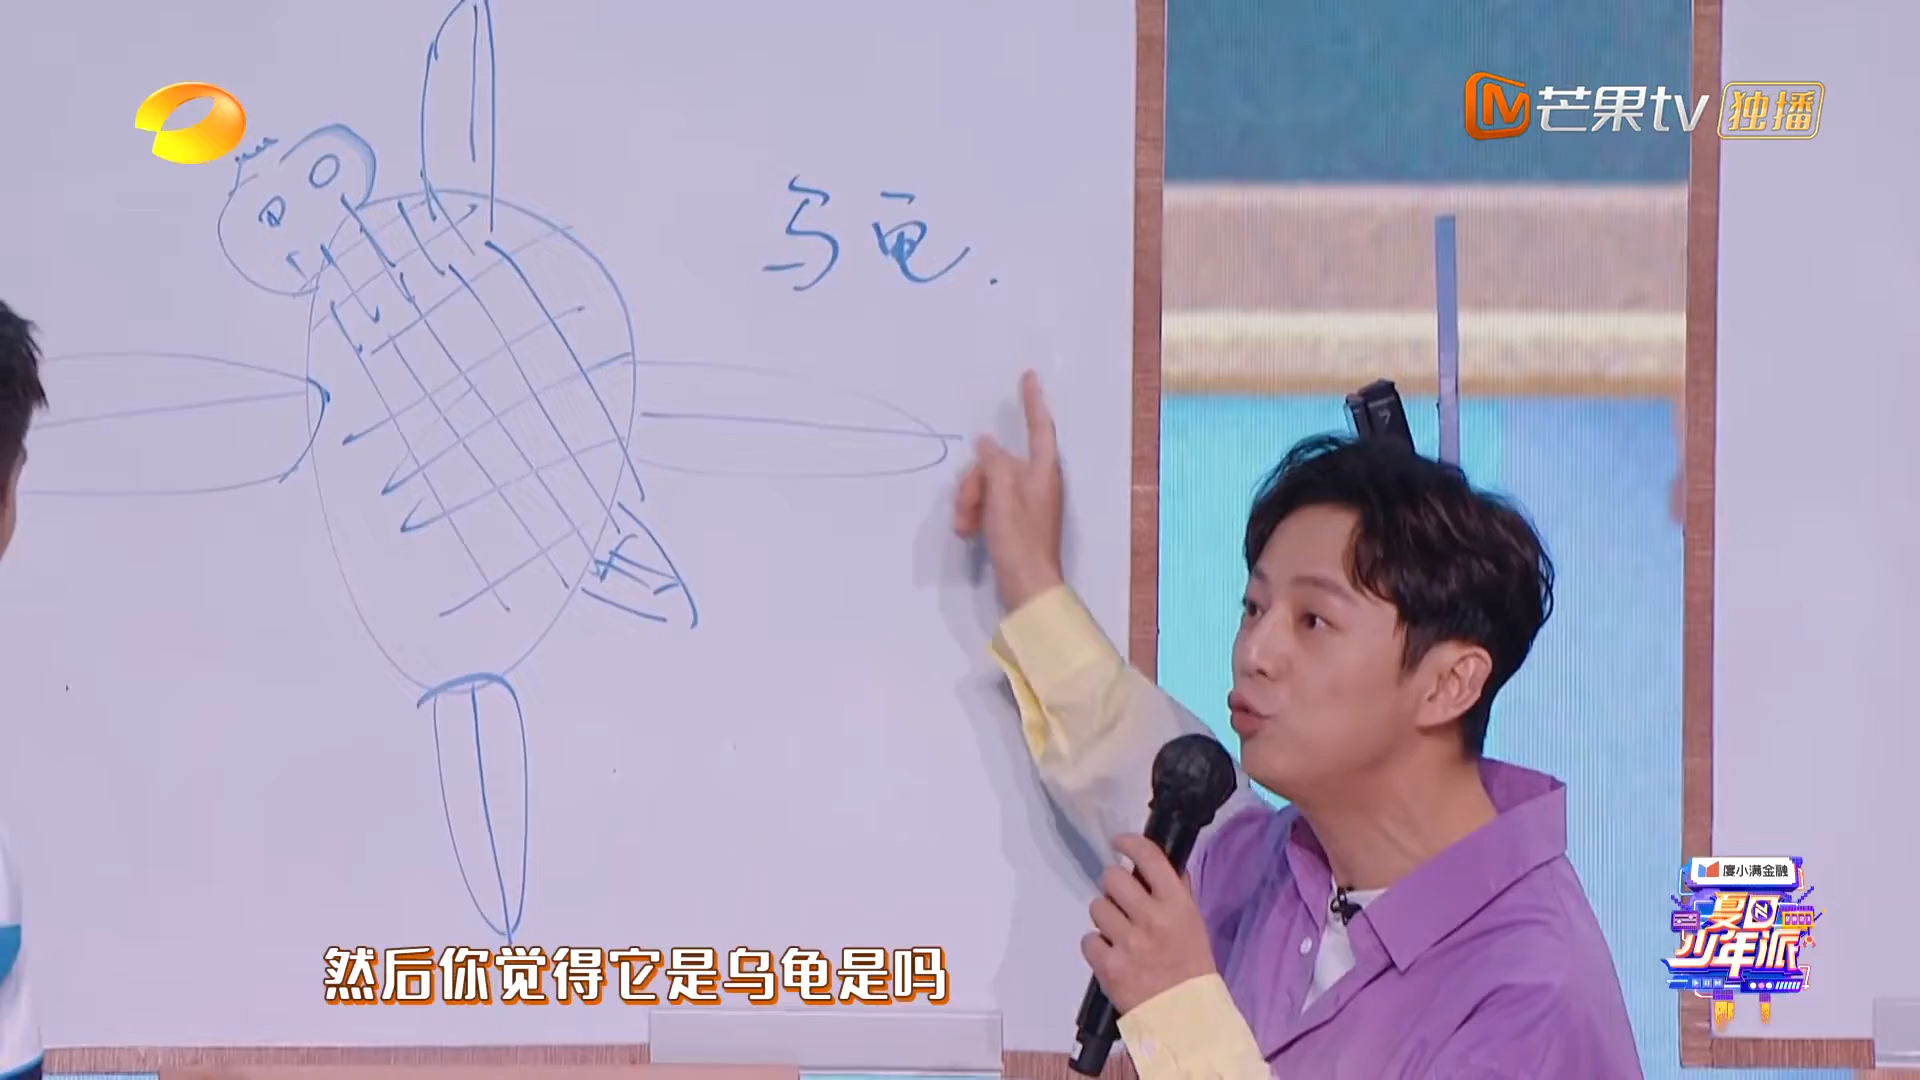 芒果tv 独播
乌龟.
度小满金融
夏日
少年派
然后你觉得它是乌龟是吗